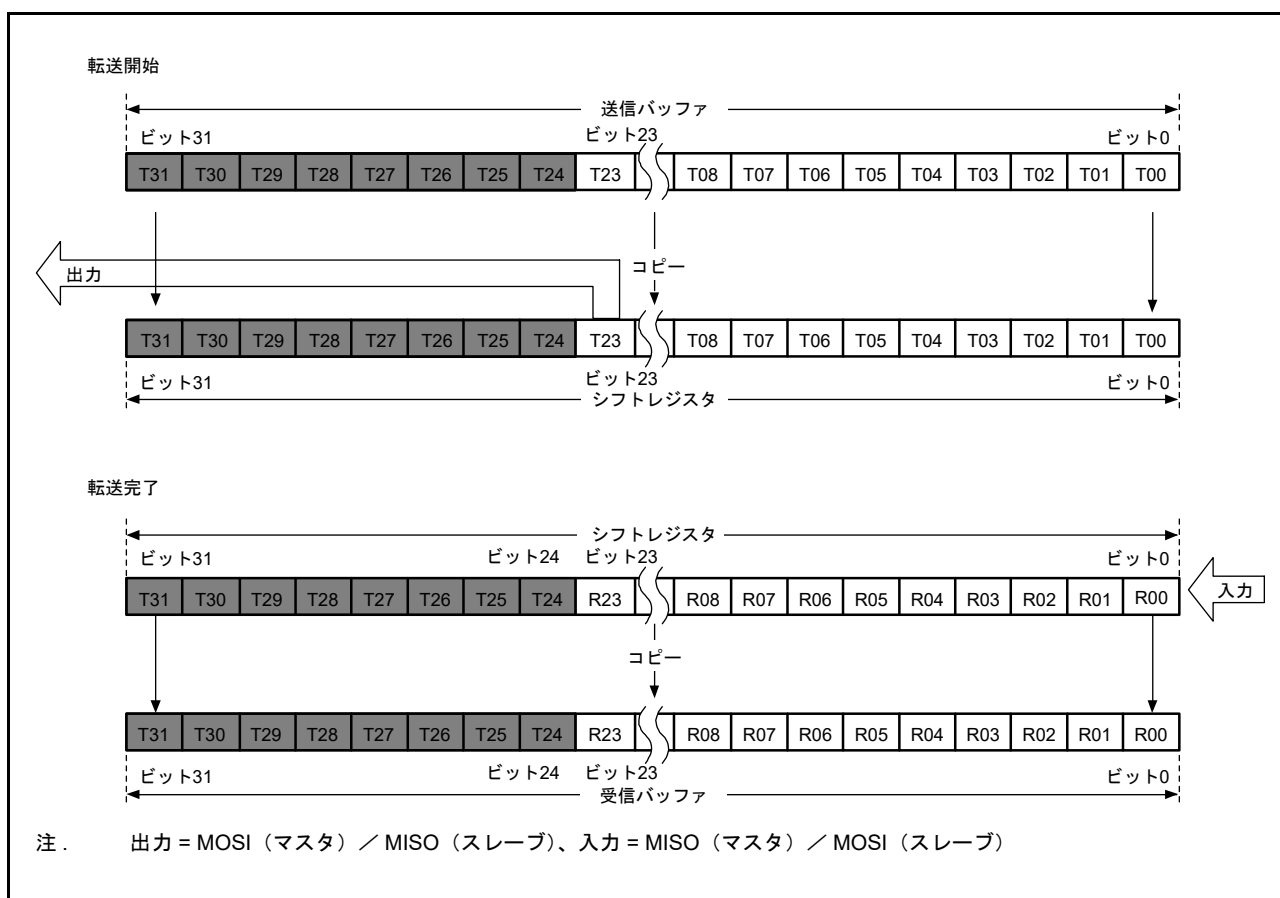 転送開始
送信バッファ
ビット31 ビット23 ビット0
T31 T30 T29 T28 T27 T26 T25 T24 T23 T08 T07 T06 T05 T04 T03 T02 T01 T00
出力 コピー
T31 T30 T29 T28 T27 T26 T25 T24 T23 T08 T07 T06 T05 T04 T03 T02 T01 T00
ビット31 ビット23 ビット0
シフトレジスタ
転送完了
シフトレジスタ
ビット31 ビット24 ビット23 ビット0
T31 T30 T29 T28 T27 T26 T25 T24 R23 R08 R07 R06 R05 R04 R03 R02 R01 R00 入力
コピー
T31 T30 T29 T28 T27 T26 T25 T24 R23 R08 R07 R06 R05 R04 R03 R02 R01 R00
ビット31 ビット24 ビット23 ビット0
受信バッファ
注. 出力 = MOSI（マスタ）／ MISO（スレーブ）、入力 = MISO（マスタ）／ MOSI（スレーブ）